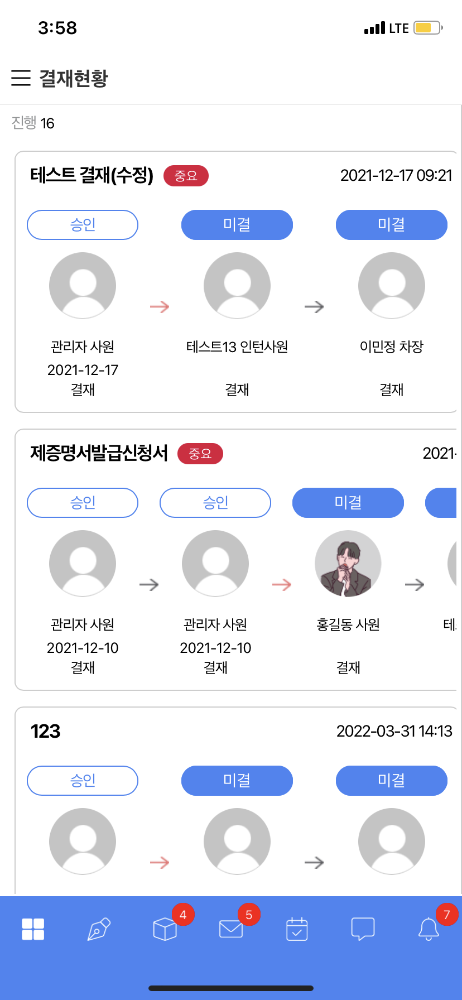 3:58 LTE
결재현황
진행 16
테스트 결재(수정) 중요 2021-12-17 09:21
승인 미결 미결
관리자 사원 테스트13 인턴사원 이민정 차장
2021-12-17
결재 결재 결재
제증명서발급신청서 중요 2021-
승인 승인 미결
관리자 사원 관리자 사원 홍길동 사원
2021-12-10 2021-12-10
결재 결재 결재
123 2022-03-31 14:13
승인 미결 미결
4 5 7